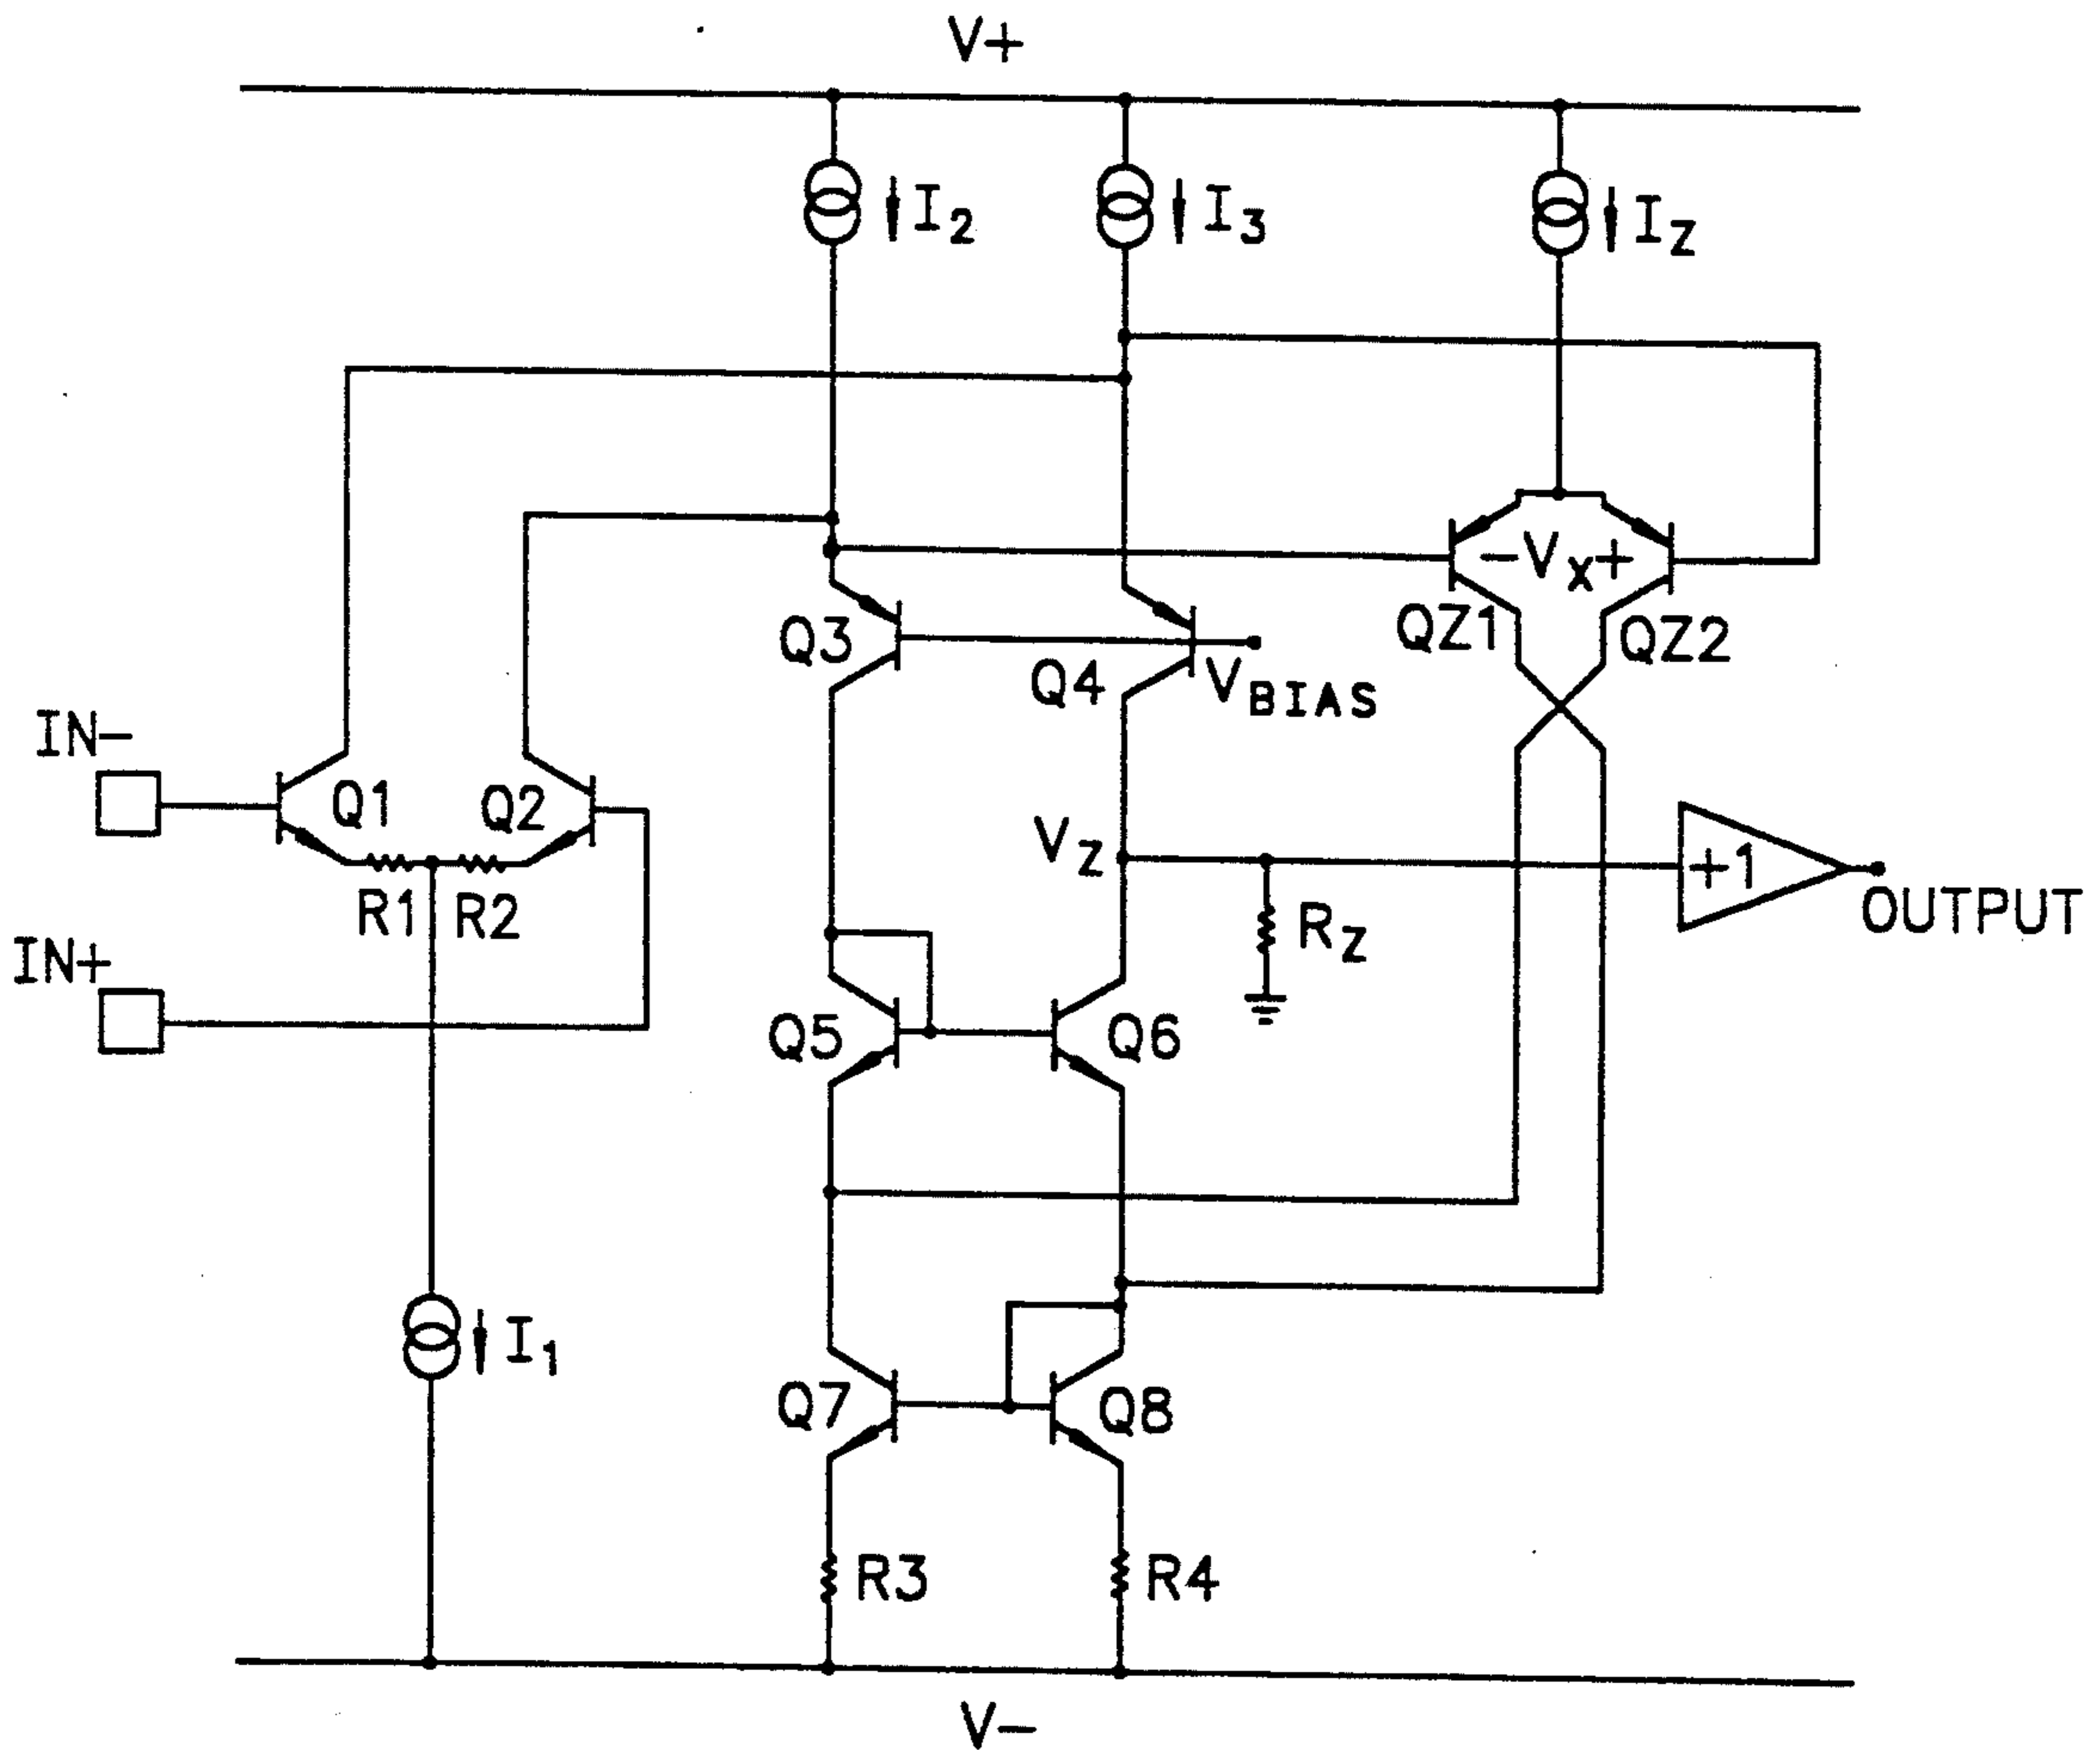 V+
I2
I3
IZ
-VX+
QZ1
QZ2
Q3
Q4
VBIAS
IN-
Q1
Q2
VZ
+1
R1
R2
RZ
OUTPUT
IN+
Q5
Q6
I1
Q7
Q8
R3
R4
V-